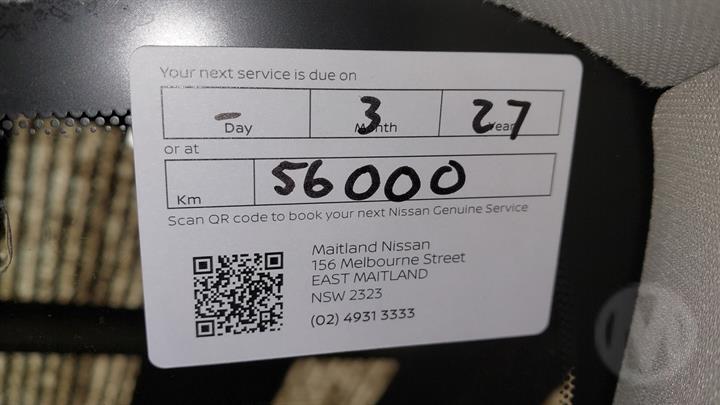 Your next service is due on
- 3 27
Day Month Year
or at
Km 56000
Scan QR code to book your next Nissan Genuine Service
Maitland Nissan
156 Melbourne Street
EAST MAITLAND
NSW 2323
(02) 4931 3333